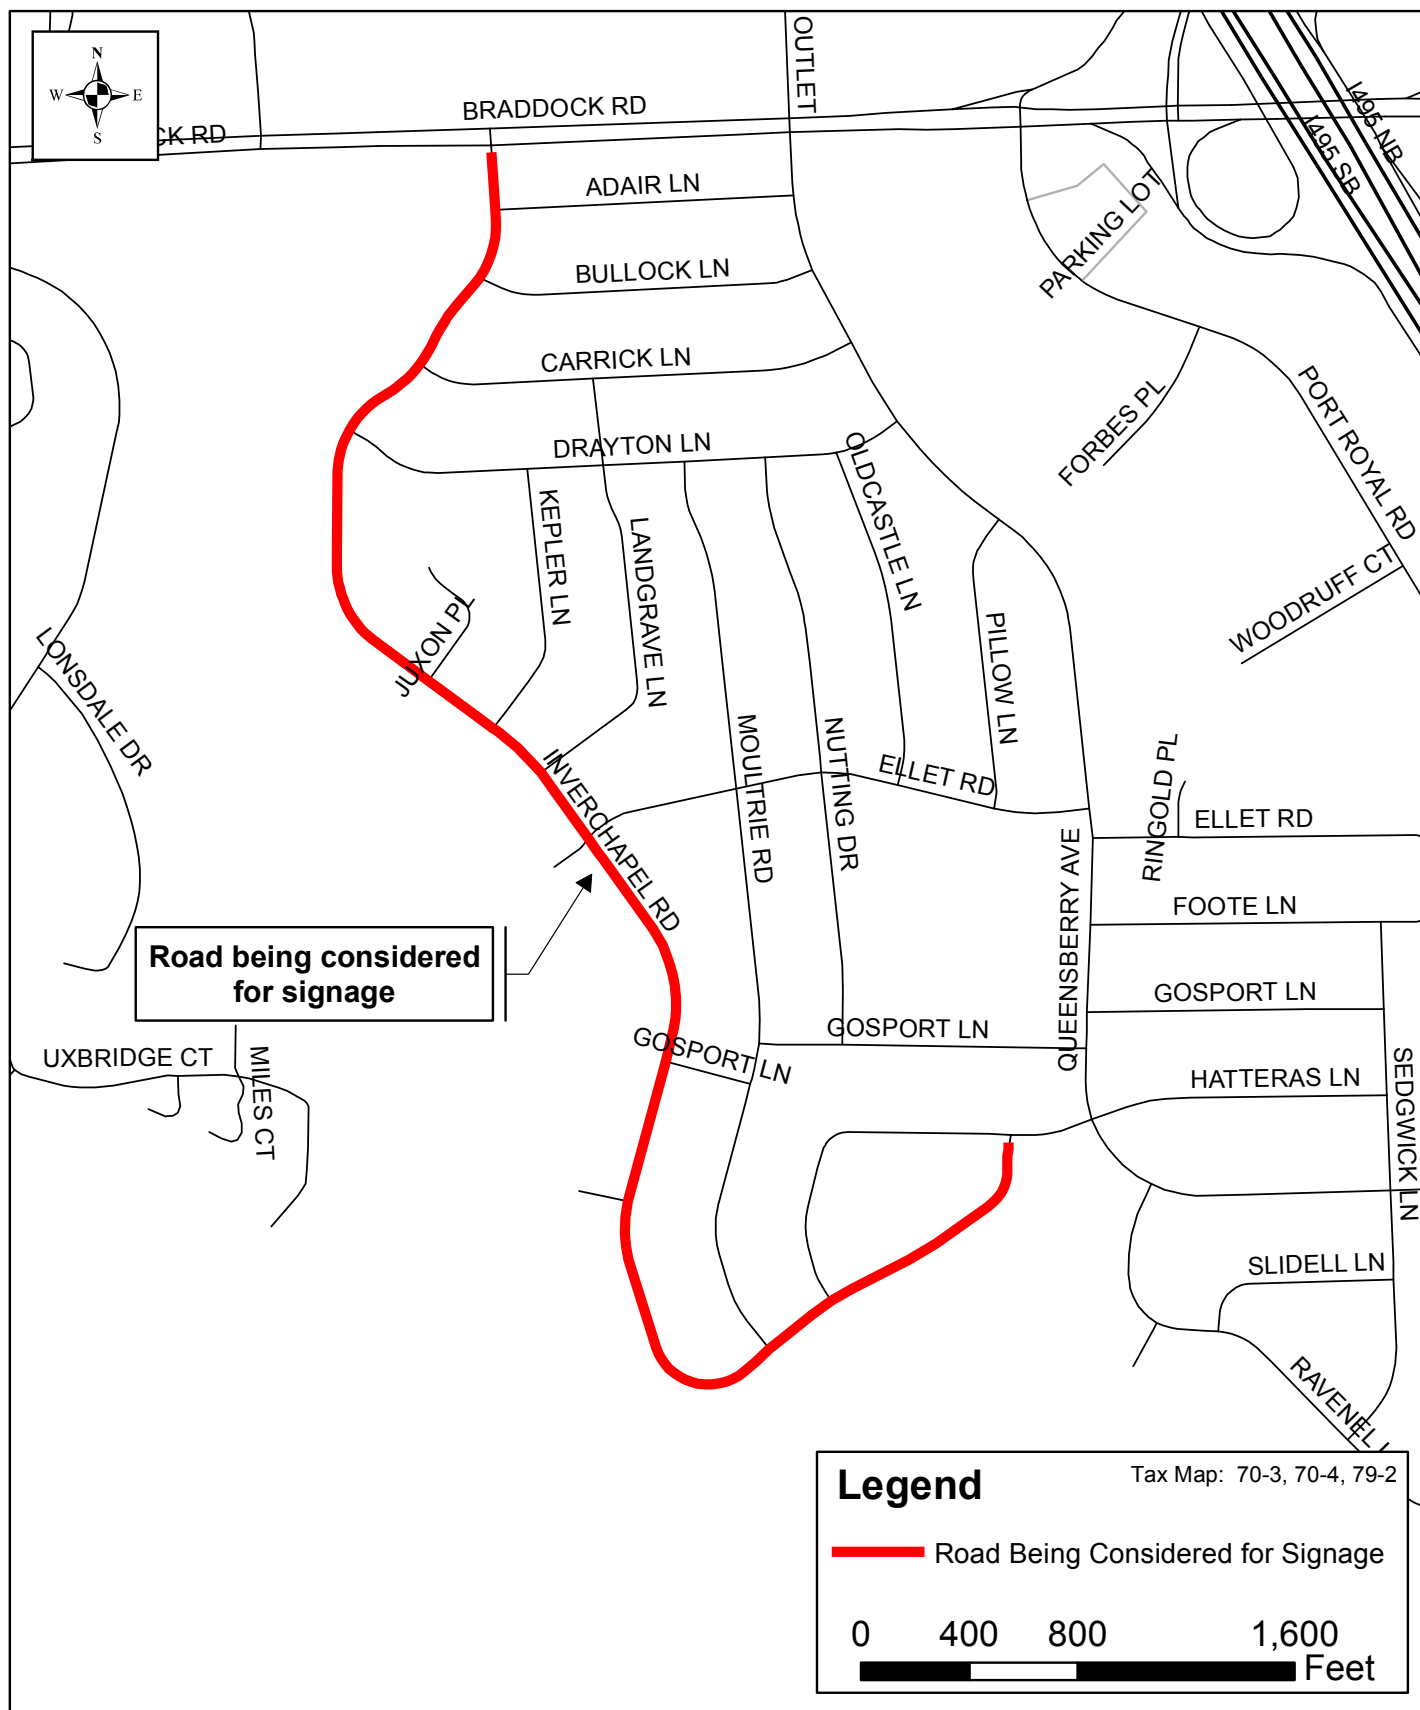 N
W E
S
OUTLET
BRADDOCK RD
CK RD
I495 NB
I495 SB
ADAIR LN
PARKING LOT
BULLOCK LN
CARRICK LN
PORT ROYAL RD
FORBES PL
DRAYTON LN
OLDCASTLE LN
KEPLER LN
LANDGRAVE LN
WOODRUFF CT
JUXON PL
PILLOW LN
LONSDALE DR
MOULTRIE RD
NUTTING DR
ELLET RD
RINGOLD PL
ELLET RD
INVERCHAPEL RD
QUEENSBERRY AVE
FOOTE LN
Road being considered
for signage
GOSPORT LN
GOSPORT LN
GOSPORT LN
UXBRIDGE CT
MILES CT
HATTERAS LN
SEDGWICK LN
SLIDELL LN
RAVENEL
Legend
Tax Map: 70-3, 70-4, 79-2
Road Being Considered for Signage
0 400 800 1,600
Feet